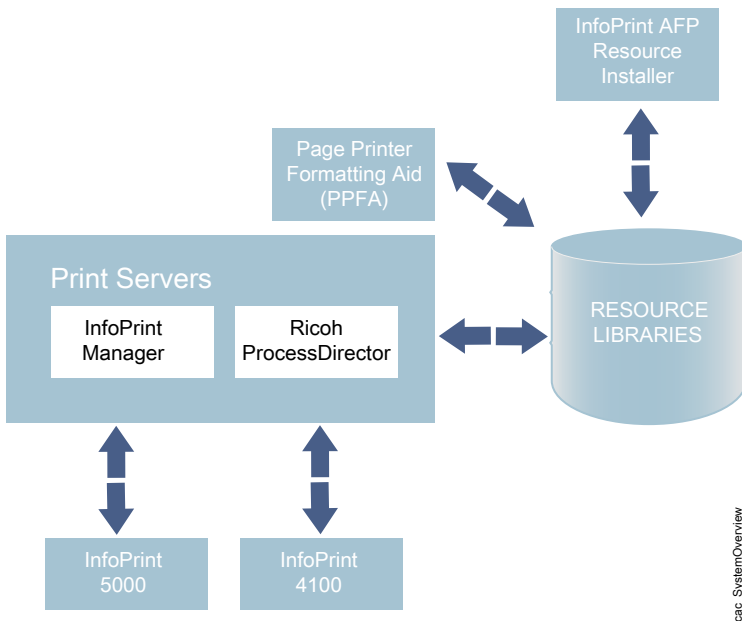 InfoPrint AFP
Resource
Installer
Page Printer
Formatting Aid
(PPFA)
Print Servers
InfoPrint
Manager
Ricoh
ProcessDirector
RESOURCE
LIBRARIES
InfoPrint
5000
InfoPrint
4100
cac_SystemOverview